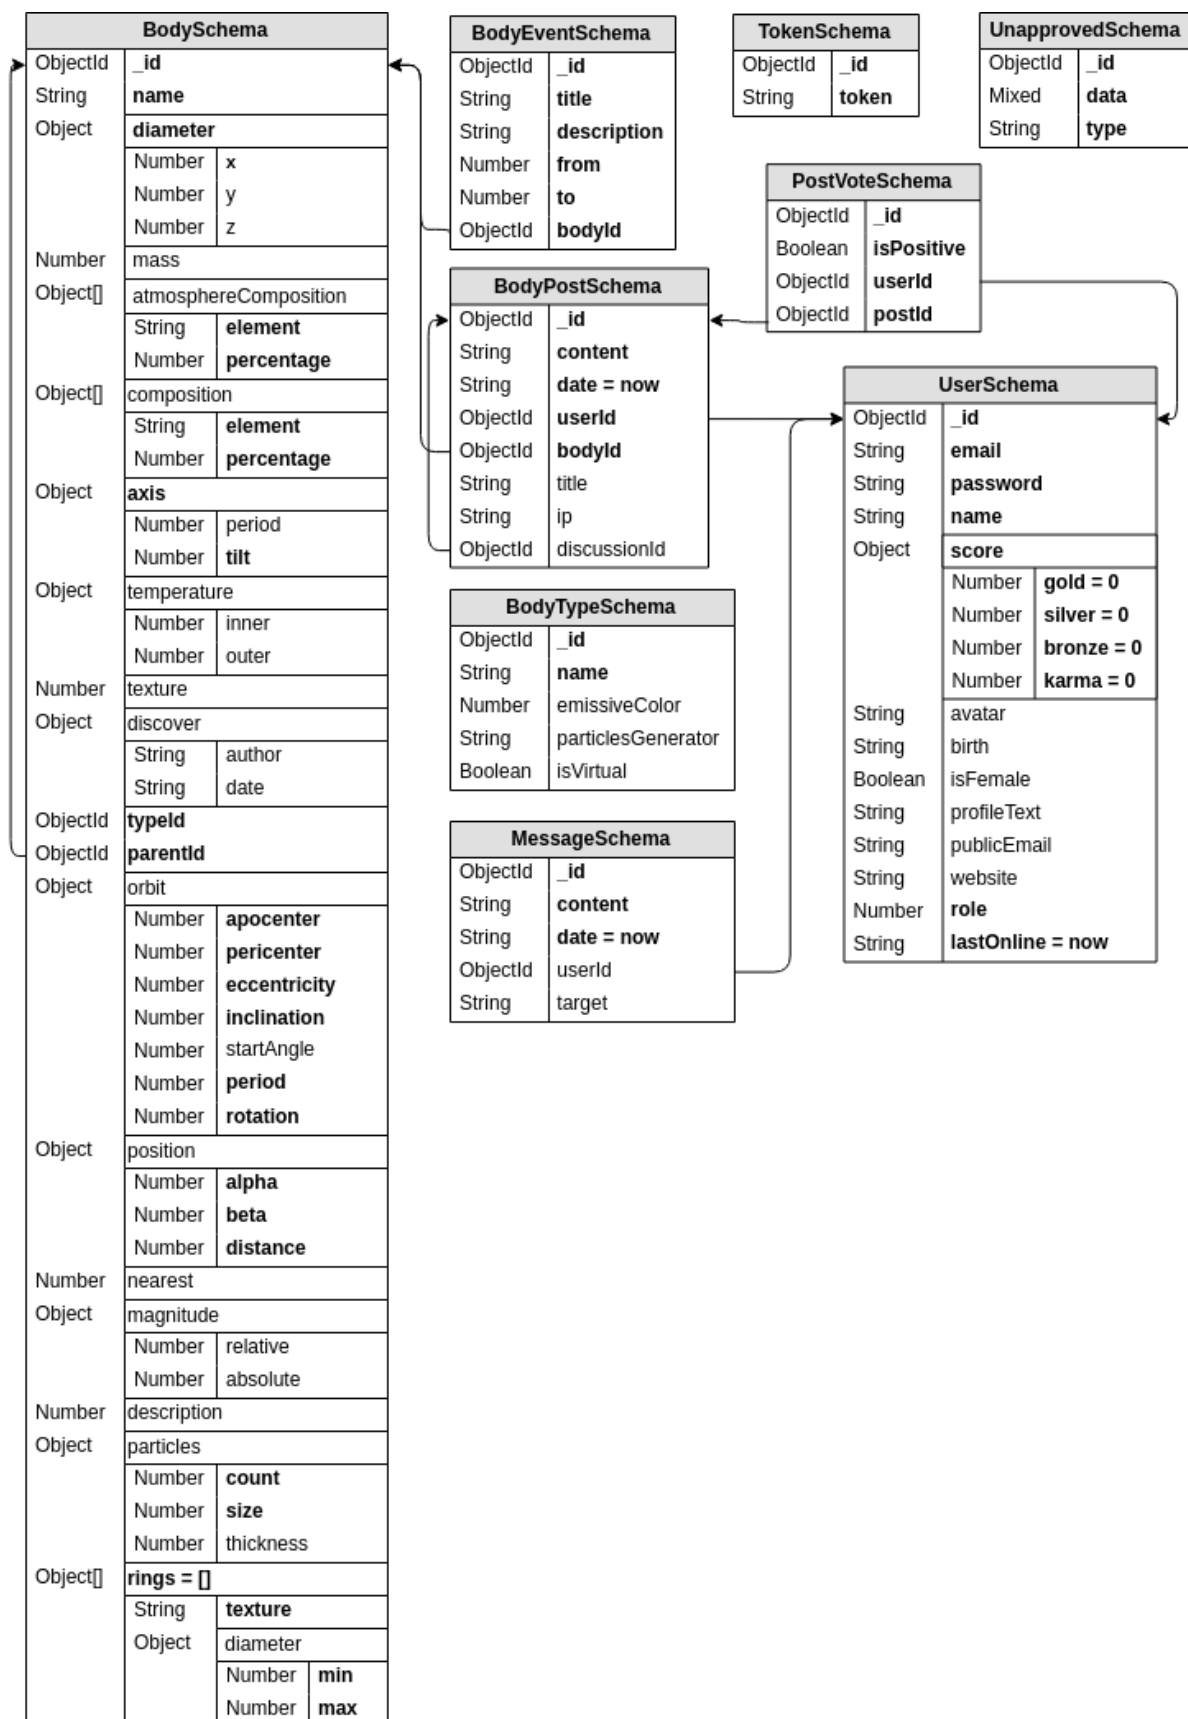 BodySchema
ObjectId _id
String name
Object diameter
Number x
Number y
Number z
Number mass
Object[] atmosphereComposition
String element
Number percentage
Object[] composition
String element
Number percentage
Object axis
Number period
Number tilt
Object temperature
Number inner
Number outer
Number texture
Object discover
String author
String date
ObjectId typeId
ObjectId parentId
Object orbit
Number apocenter
Number pericenter
Number eccentricity
Number inclination
Number startAngle
Number period
Number rotation
Object position
Number alpha
Number beta
Number distance
Number nearest
Object magnitude
Number relative
Number absolute
Number description
Object particles
Number count
Number size
Number thickness
Object[] rings = []
String texture
Object diameter
Number min
Number max
BodyEventSchema
ObjectId _id
String title
String description
Number from
Number to
ObjectId bodyId
BodyPostSchema
ObjectId _id
String content
String date = now
ObjectId userId
ObjectId bodyId
String title
String ip
ObjectId discussionId
BodyTypeSchema
ObjectId _id
String name
Number emissiveColor
String particlesGenerator
Boolean isVirtual
MessageSchema
ObjectId _id
String content
String date = now
ObjectId userId
String target
TokenSchema
ObjectId _id
String token
UnapprovedSchema
ObjectId _id
Mixed data
String type
PostVoteSchema
ObjectId _id
Boolean isPositive
ObjectId userId
ObjectId postId
UserSchema
ObjectId _id
String email
String password
String name
Object score
Number gold = 0
Number silver = 0
Number bronze = 0
Number karma = 0
String avatar
String birth
Boolean isFemale
String profileText
String publicEmail
String website
Number role
String lastOnline = now